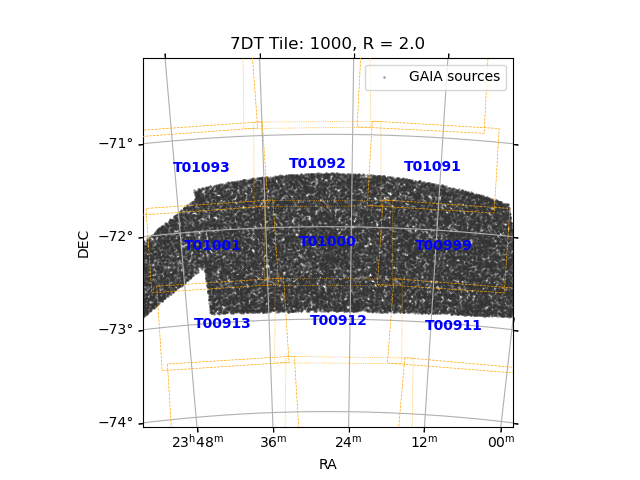 7DT Tile: 1000, R = 2.0
GAIA sources
−71°
−72°
−73°
−74°
DEC
T01093
T01092
T01091
T01001
T01000
T00999
T00913
T00912
T00911
23ʰ48ᵐ
36ᵐ
24ᵐ
12ᵐ
00ᵐ
RA